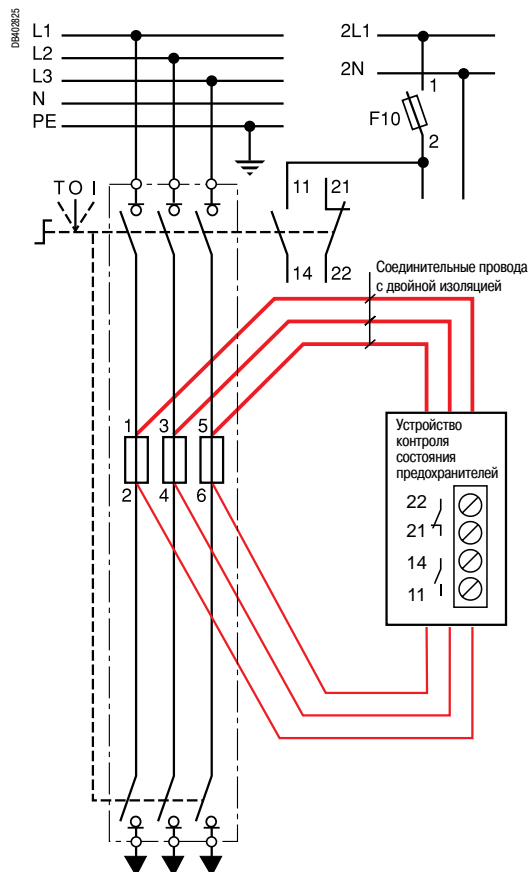 DB402825
L1
L2
L3
N
PE
2L1
2N
1
F10
2
T O I
11
21
14
22
Соединительные провода
с двойной изоляцией
1
3
5
2
4
6
Устройство
контроля
состояния
предохранителей
22
21
14
11